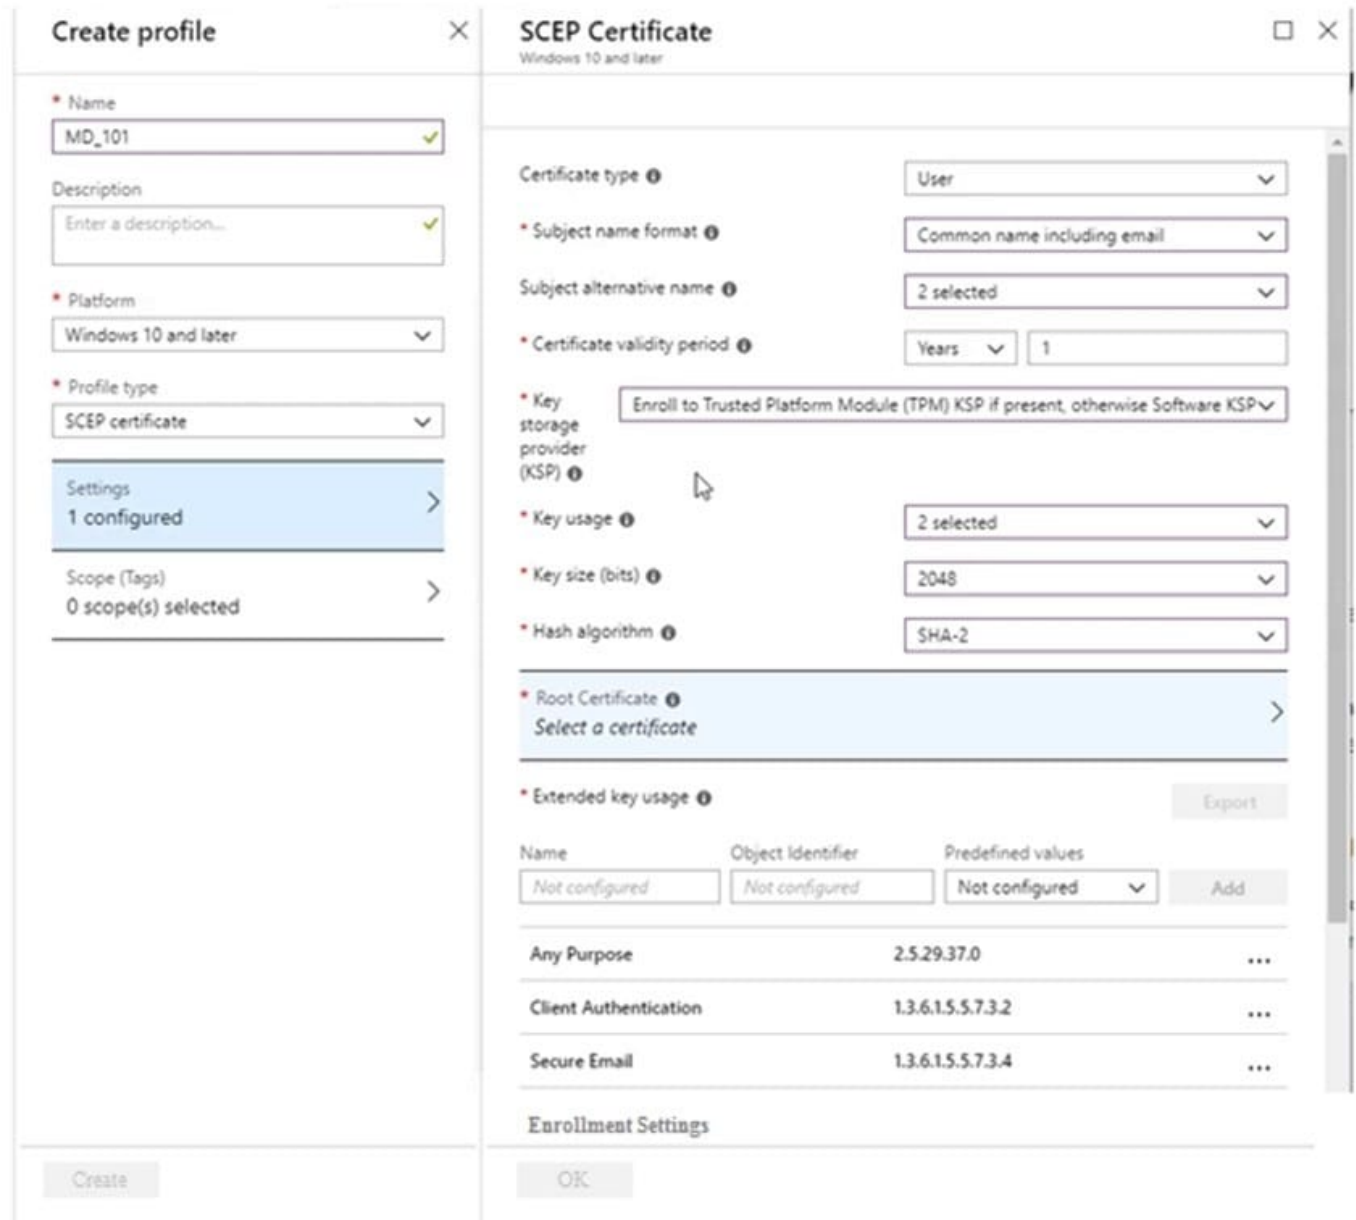 Create profile
* Name
MD_101
Description
Enter a description...
* Platform
Windows 10 and later
* Profile type
SCEP certificate
Settings
1 configured
Scope (Tags)
0 scope(s) selected
Create
SCEP Certificate
Windows 10 and later
Certificate type
User
* Subject name format
Common name including email
Subject alternative name
2 selected
* Certificate validity period
Years
1
* Key
storage
provider
(KSP)
Enroll to Trusted Platform Module (TPM) KSP if present, otherwise Software KSP
* Key usage
2 selected
* Key size (bits)
2048
* Hash algorithm
SHA-2
* Root Certificate
Select a certificate
* Extended key usage
Export
Name Object Identifier Predefined values
Not configured Not configured Not configured Add
Any Purpose 2.5.29.37.0 ...
Client Authentication 1.3.6.1.5.5.7.3.2 ...
Secure Email 1.3.6.1.5.5.7.3.4 ...
Enrollment Settings
OK